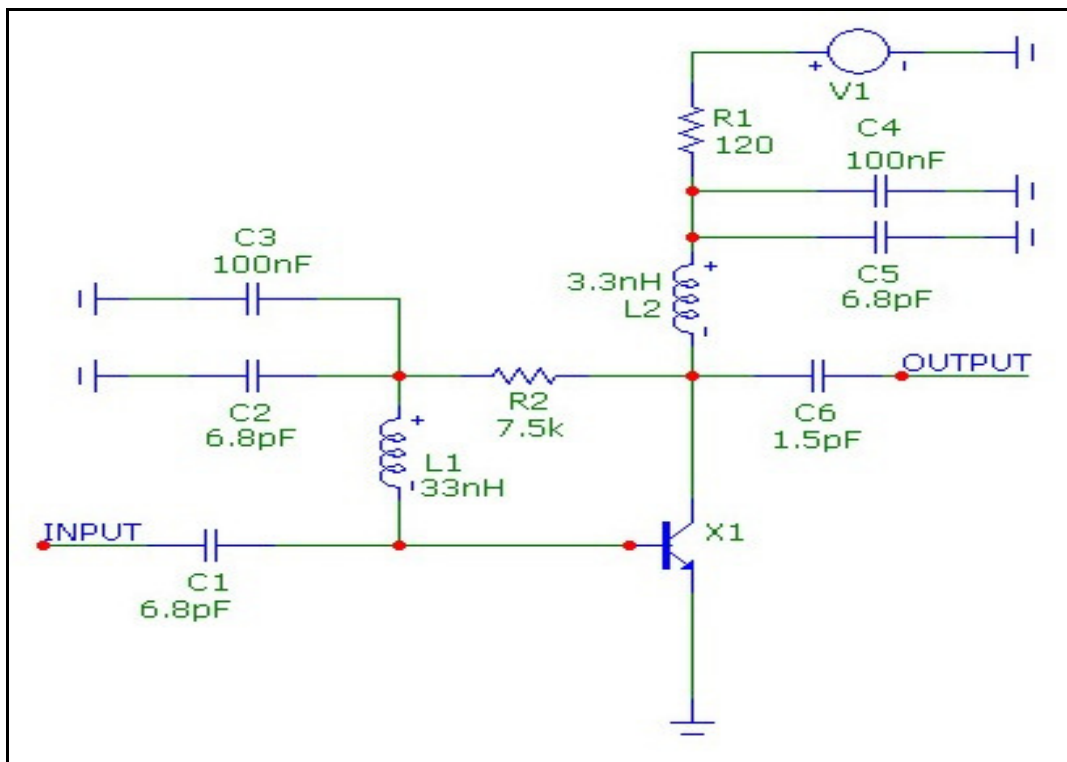 V1
R1
120
C4
100nF
C3
100nF
3.3nH
L2
C5
6.8pF
OUTPUT
C2
6.8pF
R2
7.5k
C6
1.5pF
L1
33nH
INPUT
X1
C1
6.8pF